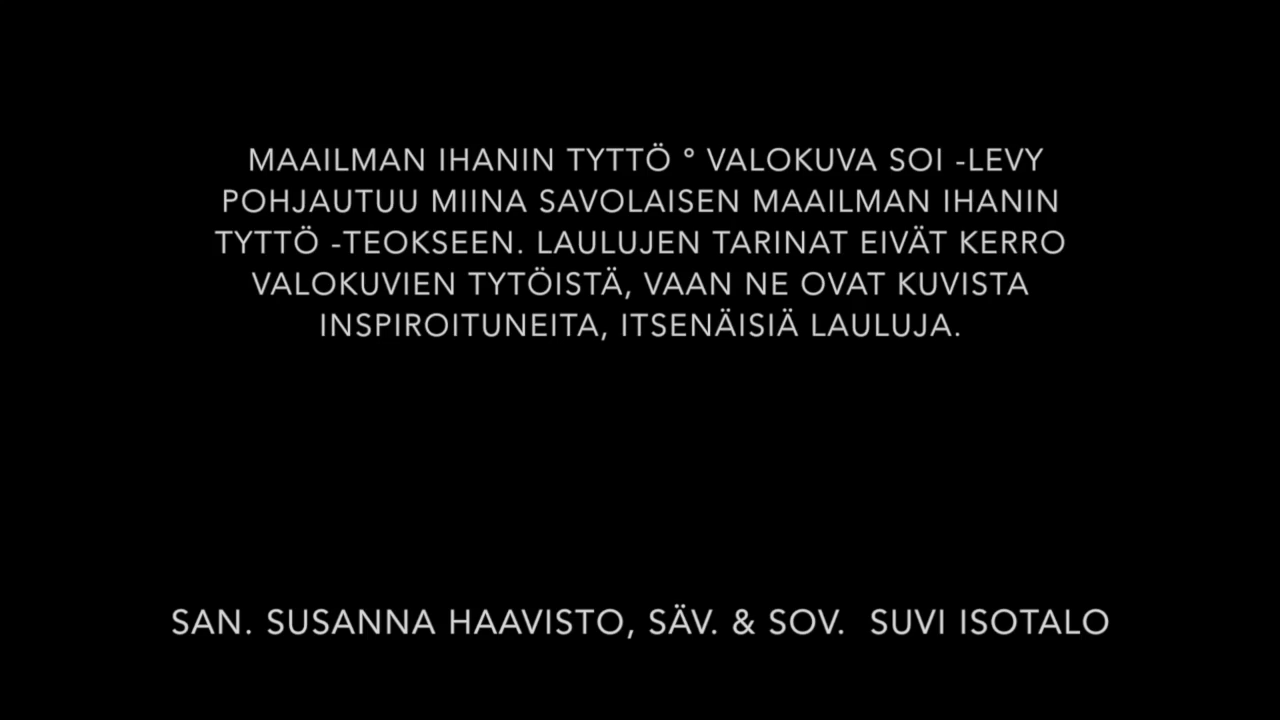 MAAILMAN IHANIN TYTTÖ ° VALOKUVA SOI -LEVY
POHJAUTUU MIINA SAVOLAISEN MAAILMAN IHANIN
TYTTÖ -TEOKSEEN. LAULUJEN TARINAT EIVÄT KERRO
VALOKUVIEN TYTÖISTÄ, VAAN NE OVAT KUVISTA
INSPIROITUNEITA, ITSENÄISIÄ LAULUJA.
SAN. SUSANNA HAAVISTO, SÄV. & SOV. SUVI ISOTALO